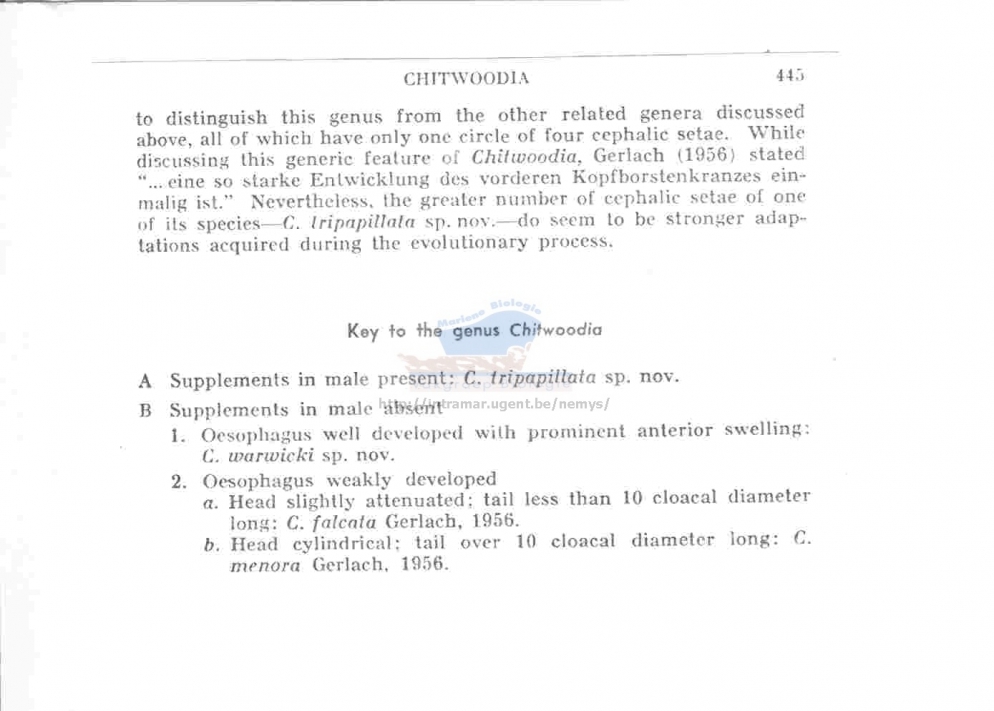 CHITWOODIA 445
to distinguish this genus from the other related genera discussed
above, all of which have only one circle of four cephalic setae. While
discussing this generic feature of Chitwoodia, Gerlach (1956) stated
“... eine so starke Entwicklung des vorderen Kopfborstenkranzes ein-
malig ist.” Nevertheless, the greater number of cephalic setae of one
of its species—C. tripapillata sp. nov.—do seem to be stronger adap-
tations acquired during the evolutionary process.
Marine Biologie
Key to the genus Chitwoodia
A Supplements in male present: C. tripapillata sp. nov.
B Supplements in male absent
http://intramar.ugent.be/nemys/
1. Oesophagus well developed with prominent anterior swelling:
C. warwicki sp. nov.
2. Oesophagus weakly developed
a. Head slightly attenuated; tail less than 10 cloacal diameter
long: C. falcata Gerlach, 1956.
b. Head cylindrical; tail over 10 cloacal diameter long: C.
menora Gerlach, 1956.